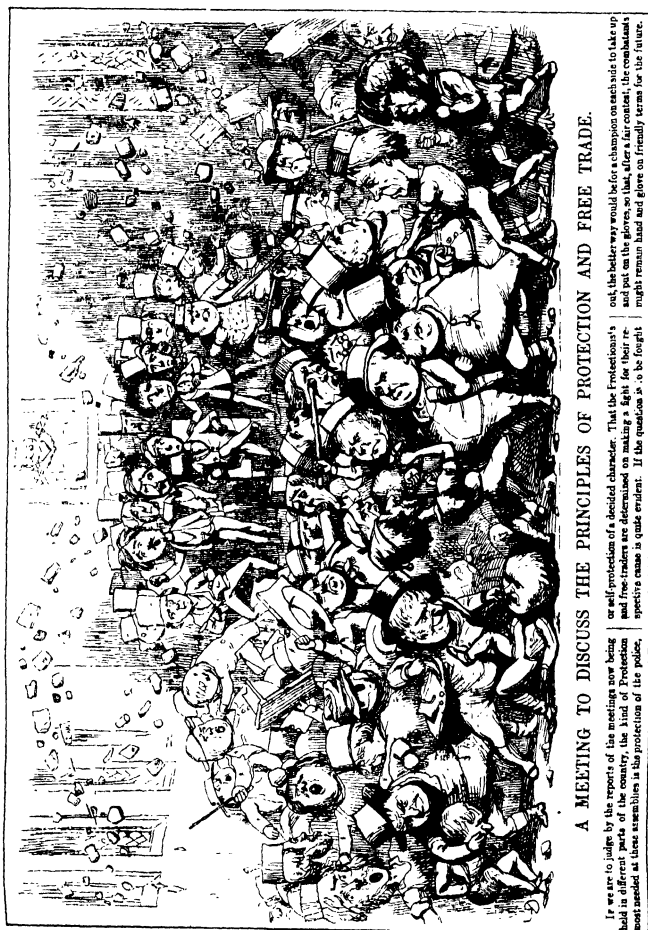 A MEETING TO DISCUSS THE PRINCIPLES OF PROTECTION AND FREE TRADE.
If we are to judge by the reports of the meetings now being
held in different parts of the country, the kind of Protection
most needed at these assemblies is the protection of the police,
or self-protection of a decided character. That the Protectionists
and free-traders are determined on making a fight for their re-
spective cause is quite evident. If the question is to be fought
out, the better way would be for a champion on each side to take up
and put on the gloves, so that, after a fair contest, the combatants
might remain hand and glove on friendly terms for the future.